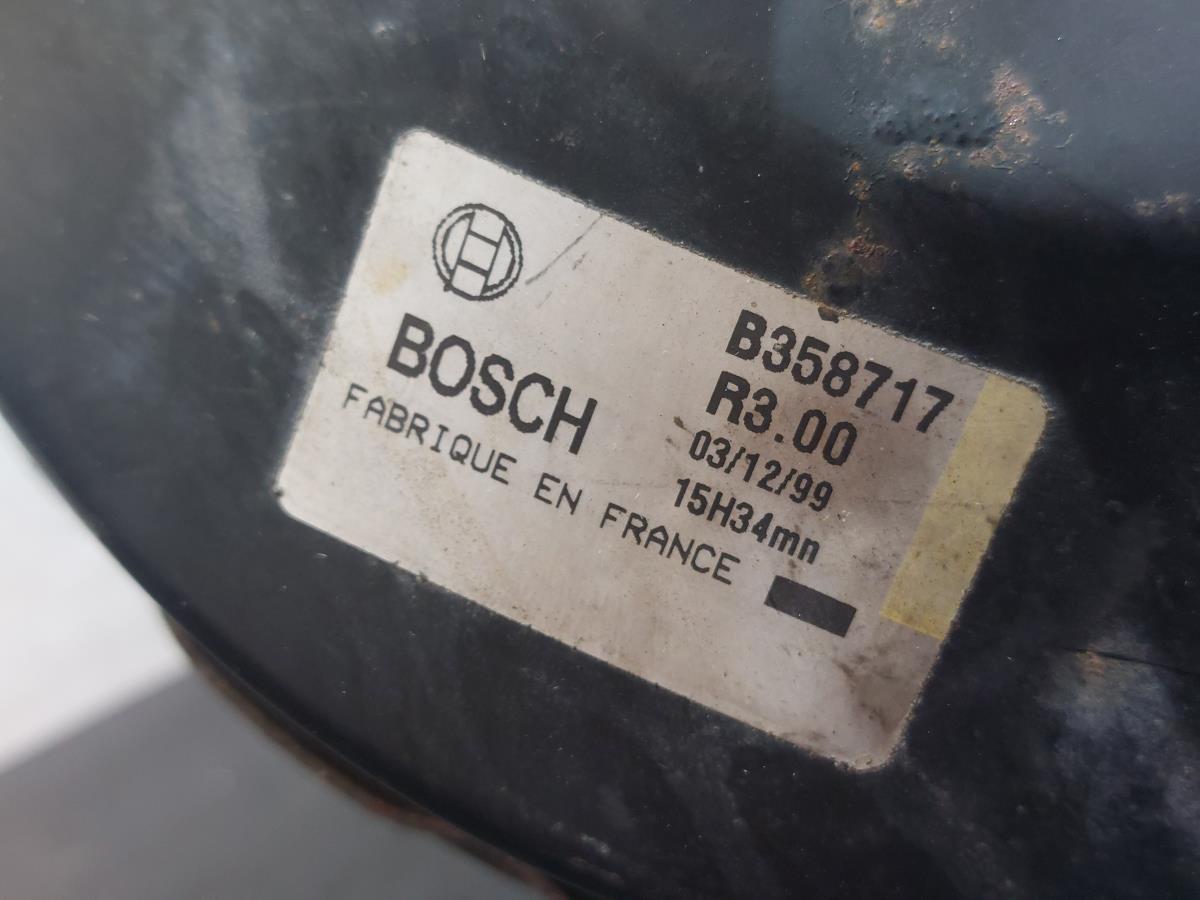 BOSCH
FABRIQUE EN FRANCE
B358717
R3.00
03/12/99
15H34mn